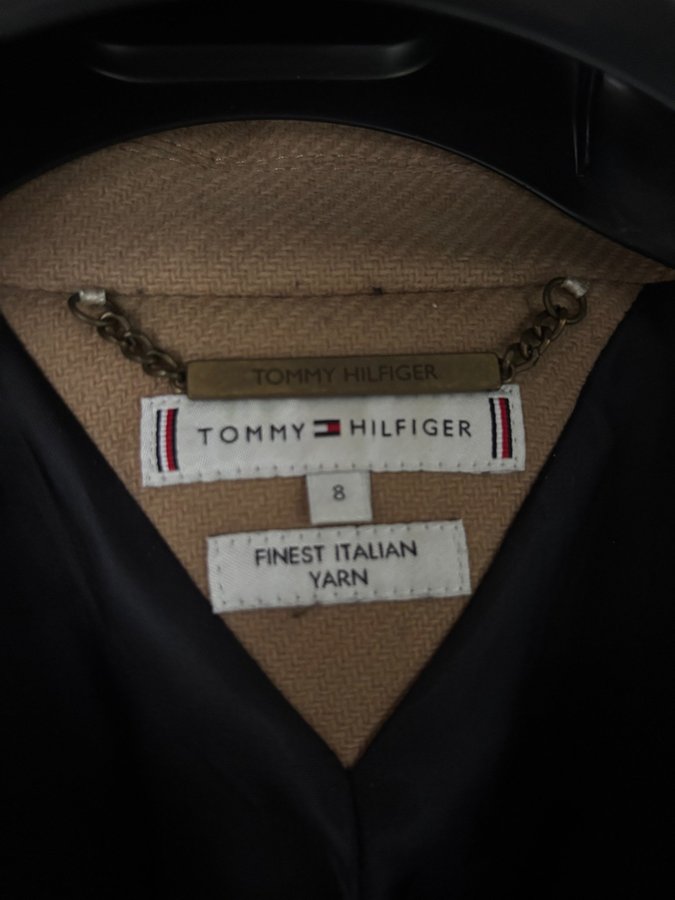 TOMMY HILFIGER
TOMMY HILFIGER
8
FINEST ITALIAN
YARN